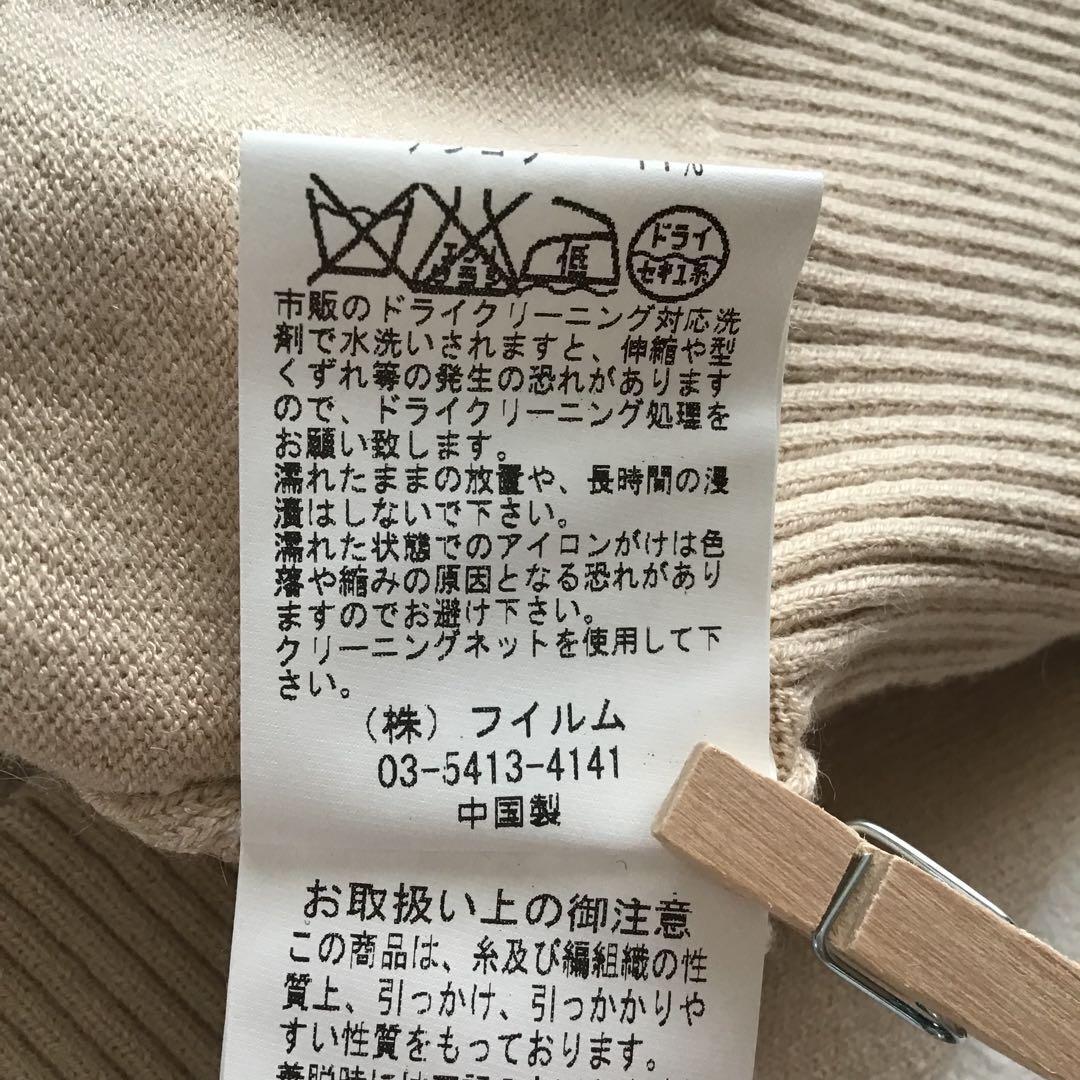 11%
低
ドライ
セキユ系
市販のドライクリーニング対応洗
剤で水洗いされますと、伸縮や型
くずれ等の発生の恐れがあります
ので、ドライクリーニング処理を
お願い致します。
濡れたままの放置や、長時間の浸
漬はしないで下さい。
濡れた状態でのアイロンがけは色
落や縮みの原因となる恐れがあり
ますのでお避け下さい。
クリーニングネットを使用して下
さい。
(株) フイルム
03-5413-4141
中国製
お取扱い上の御注意
この商品は、糸及び編組織の性
質上、引っかけ、引っかかりや
すい性質をもっております。
着脱時には